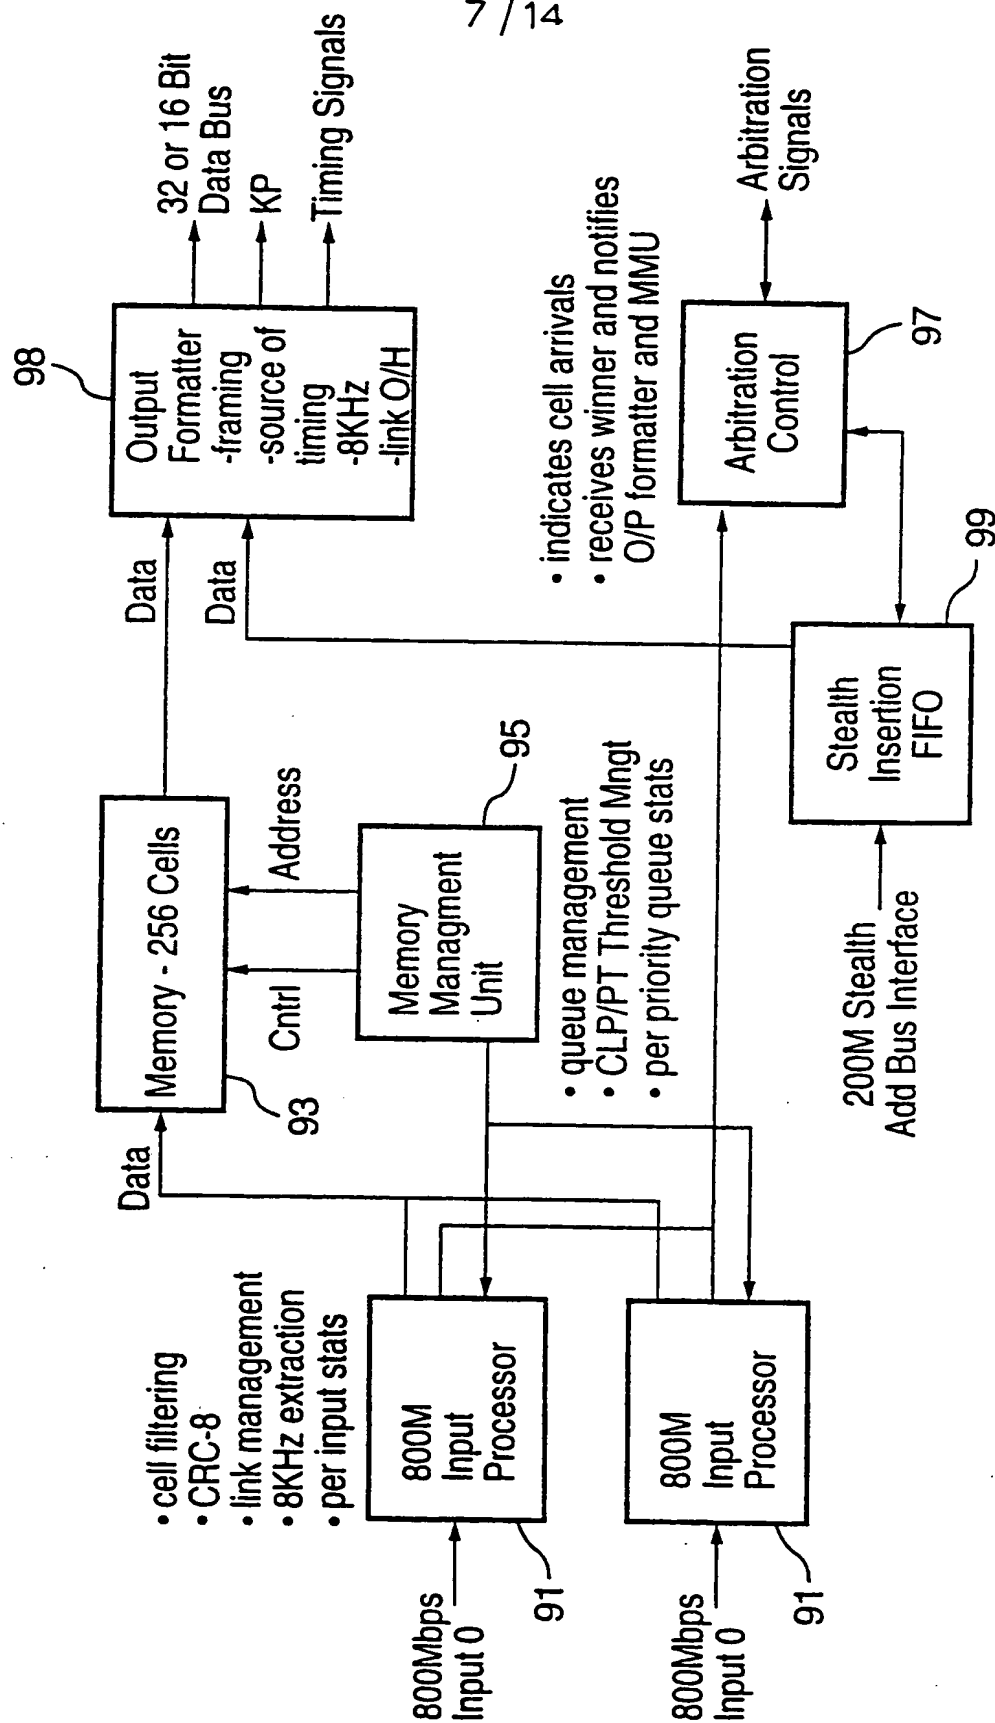 7/14
800Mbps
Input 0
91
800M
Input
Processor
• cell filtering
• CRC-8
• link management
• 8KHz extraction
• per input stats
800Mbps
Input 0
91
800M
Input
Processor
Data
Memory - 256 Cells
93
Cntrl
Address
Memory
Managment
Unit
95
• queue management
• CLP/PT Threshold Mngt
• per priority queue stats
200M Stealth
Add Bus Interface
Stealth
Insertion
FIFO
99
Data
Data
Output
Formatter
-framing
-source of
timing
-8KHz
-link O/H
98
32 or 16 Bit
Data Bus
KP
Timing Signals
• indicates cell arrivals
• receives winner and notifies
O/P formatter and MMU
Arbitration
Control
97
Arbitration
Signals